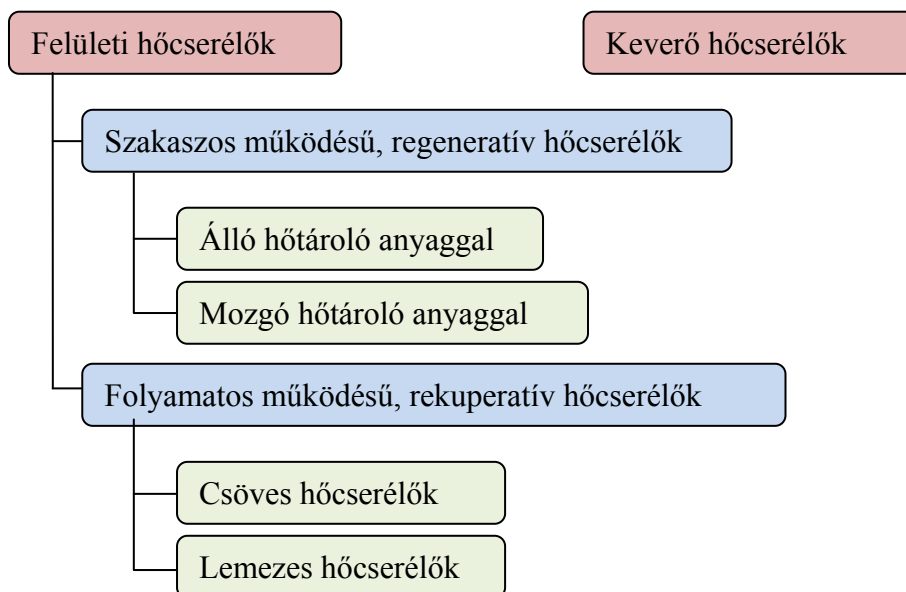 Felületi hőcserélők
Keverő hőcserélők
Szakaszos működésű, regeneratív hőcserélők
Álló hőtároló anyaggal
Mozgó hőtároló anyaggal
Folyamatos működésű, rekuperatív hőcserélők
Csöves hőcserélők
Lemezes hőcserélők